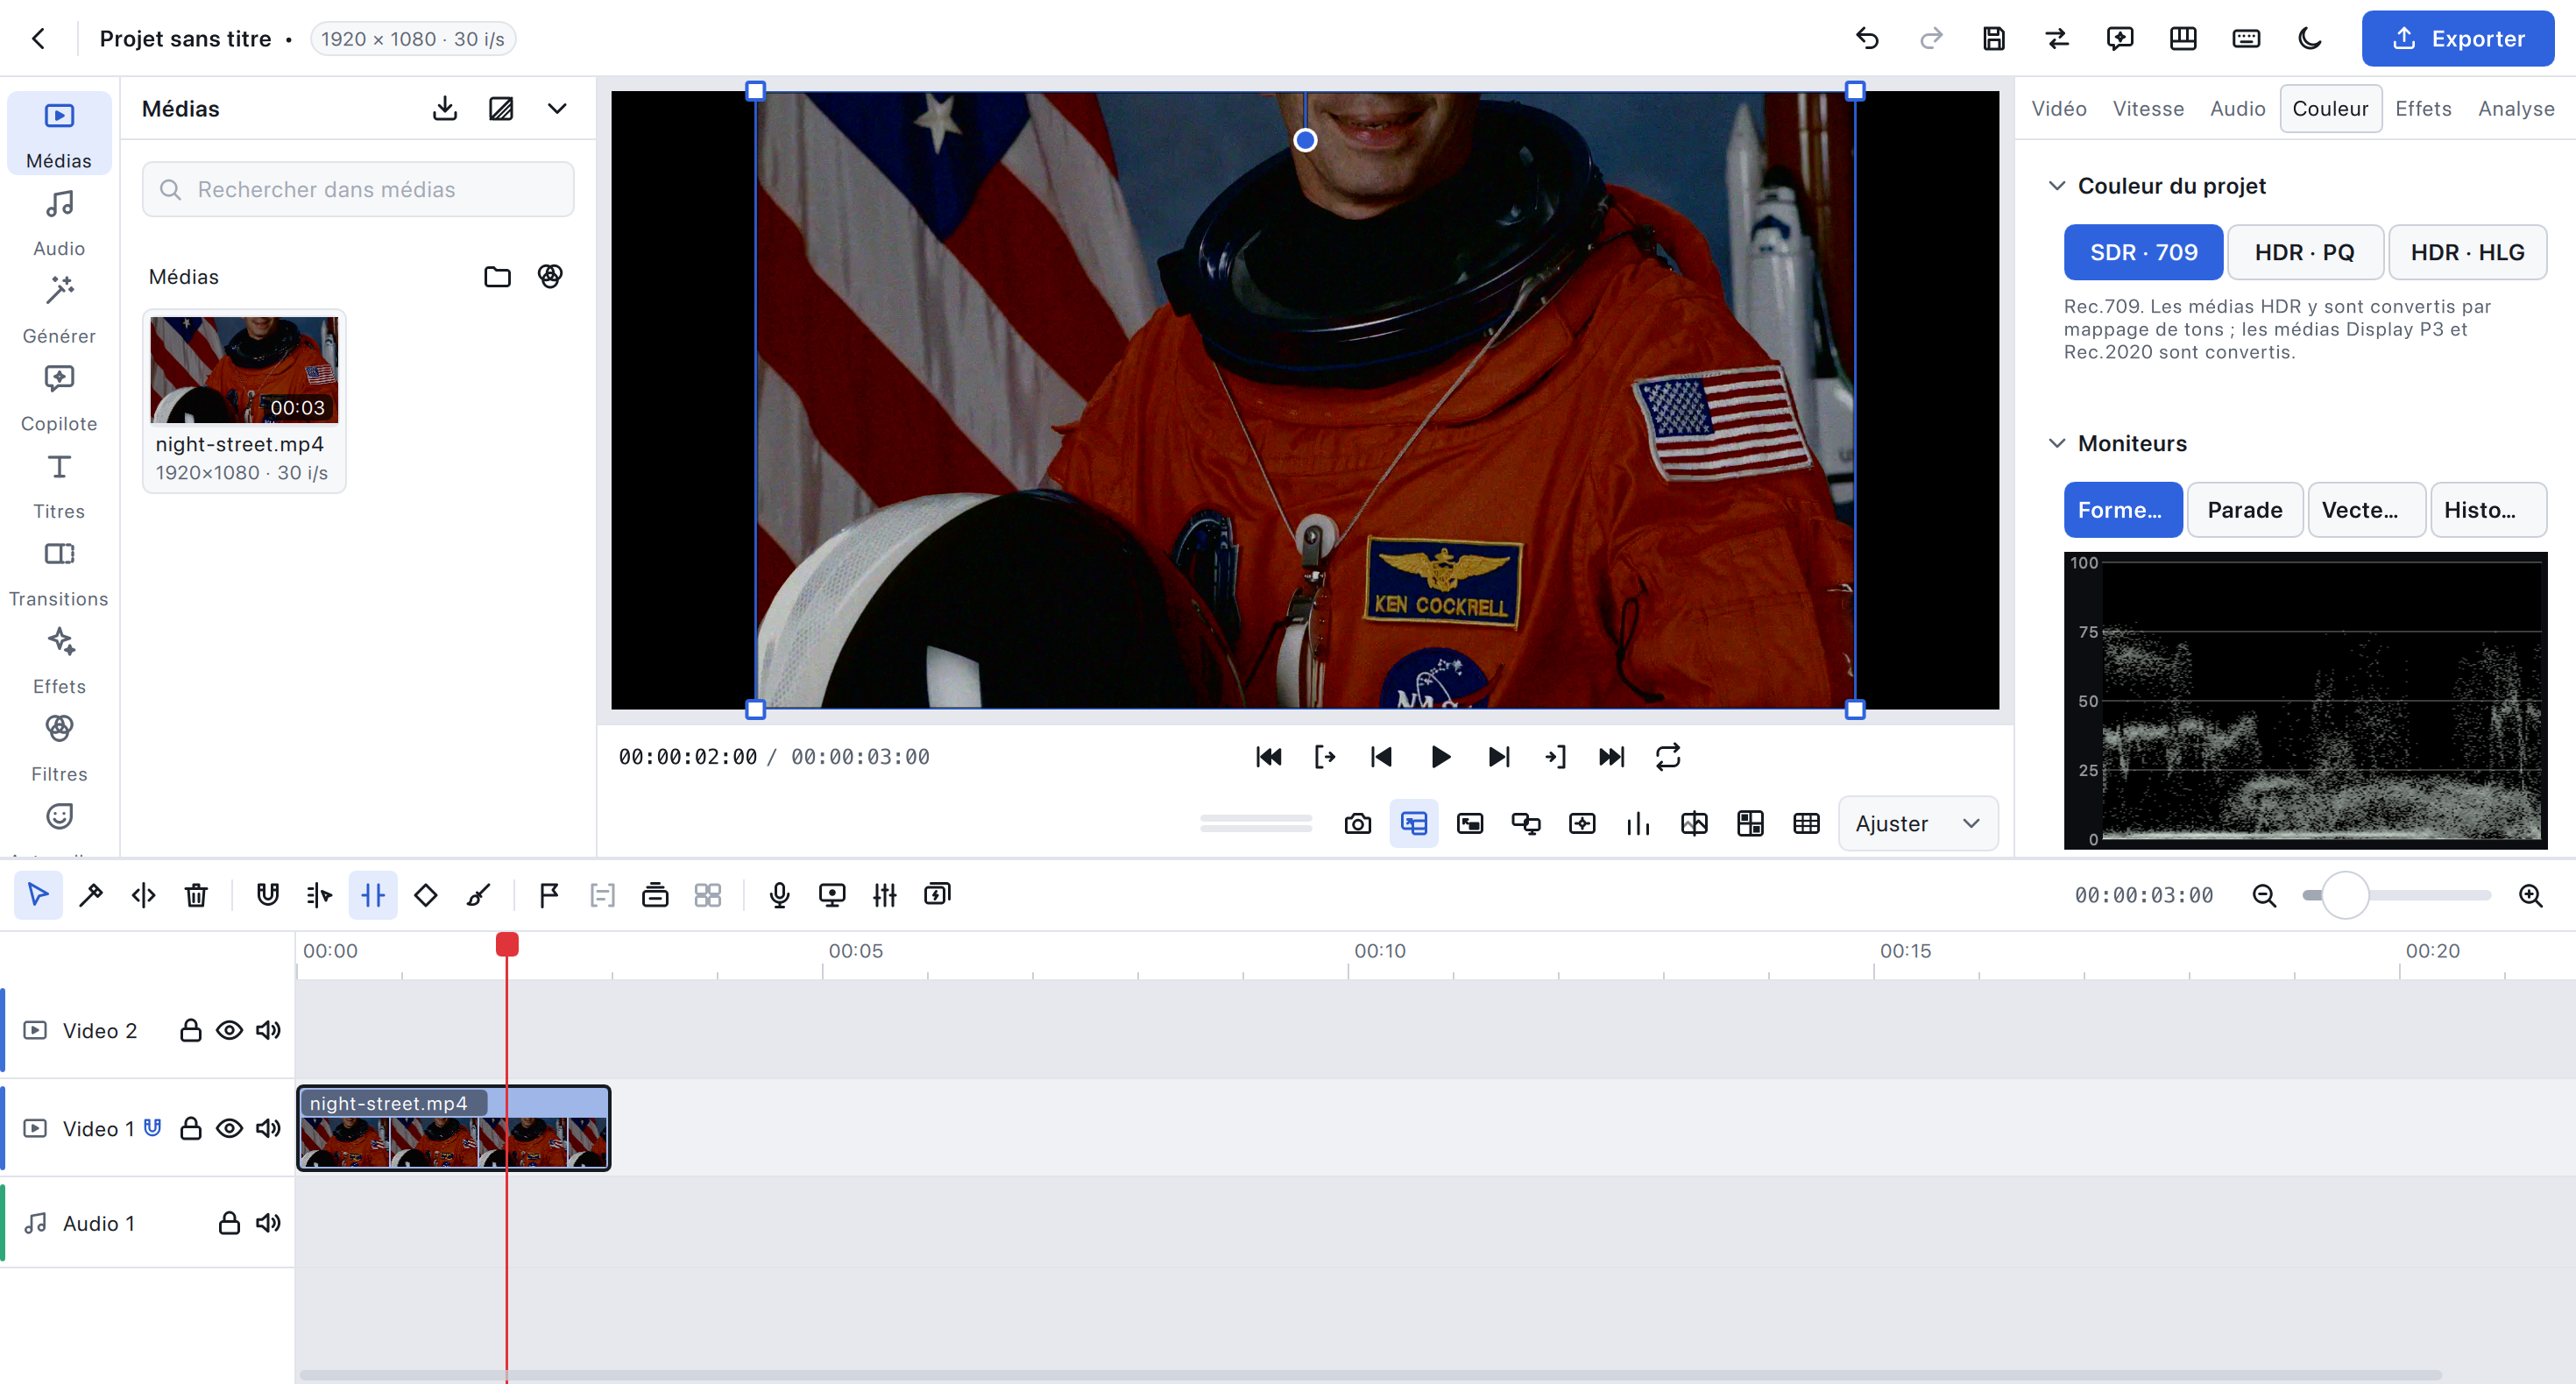 Projet sans titre •
1920 × 1080 · 30 i/s
Exporter
Médias
Audio
Générer
Copilote
Titres
Transitions
Effets
Filtres
Médias
Rechercher dans médias
Médias
00:03
night-street.mp4
1920×1080 · 30 i/s
KEN COCKRELL
00:00:02:00 / 00:00:03:00
Ajuster
Vidéo Vitesse Audio Couleur Effets Analyse
Couleur du projet
SDR · 709 HDR · PQ HDR · HLG
Rec.709. Les médias HDR y sont convertis par
mappage de tons ; les médias Display P3 et
Rec.2020 sont convertis.
Moniteurs
Forme… Parade Vecte… Histo…
100
75
50
25
0
00:00:03:00
00:00 00:05 00:10 00:15 00:20
Video 2
Video 1
night-street.mp4
Audio 1